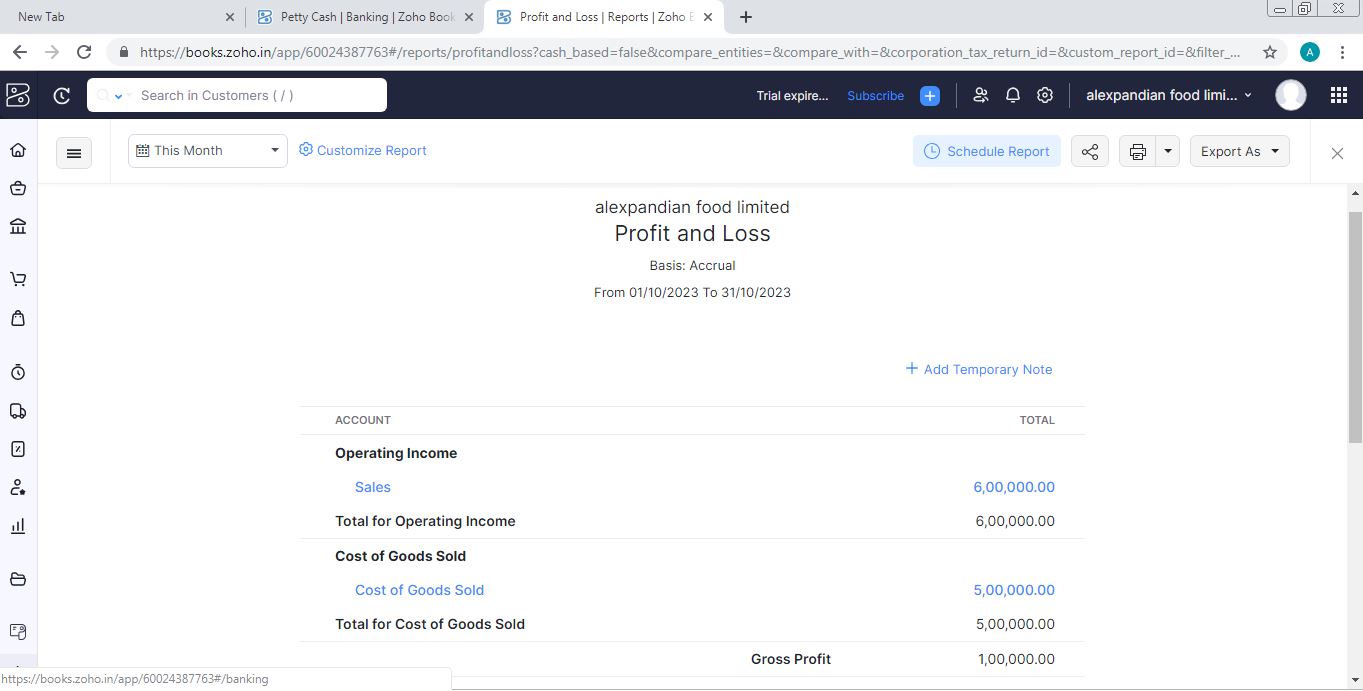 New Tab
Petty Cash | Banking | Zoho Book
Profit and Loss | Reports | Zoho B
https://books.zoho.in/app/60024387763#/reports/profitandloss?cash_based=false&compare_entities=&compare_with=&corporation_tax_return_id=&custom_report_id=&filter_...
A
Search in Customers ( / )
Trial expire...
Subscribe
alexpandian food limi...
This Month
Customize Report
Schedule Report
Export As
alexpandian food limited
Profit and Loss
Basis: Accrual
From 01/10/2023 To 31/10/2023
Add Temporary Note
ACCOUNT TOTAL
Operating Income
Sales 6,00,000.00
Total for Operating Income 6,00,000.00
Cost of Goods Sold
Cost of Goods Sold 5,00,000.00
Total for Cost of Goods Sold 5,00,000.00
Gross Profit 1,00,000.00
https://books.zoho.in/app/60024387763#/banking